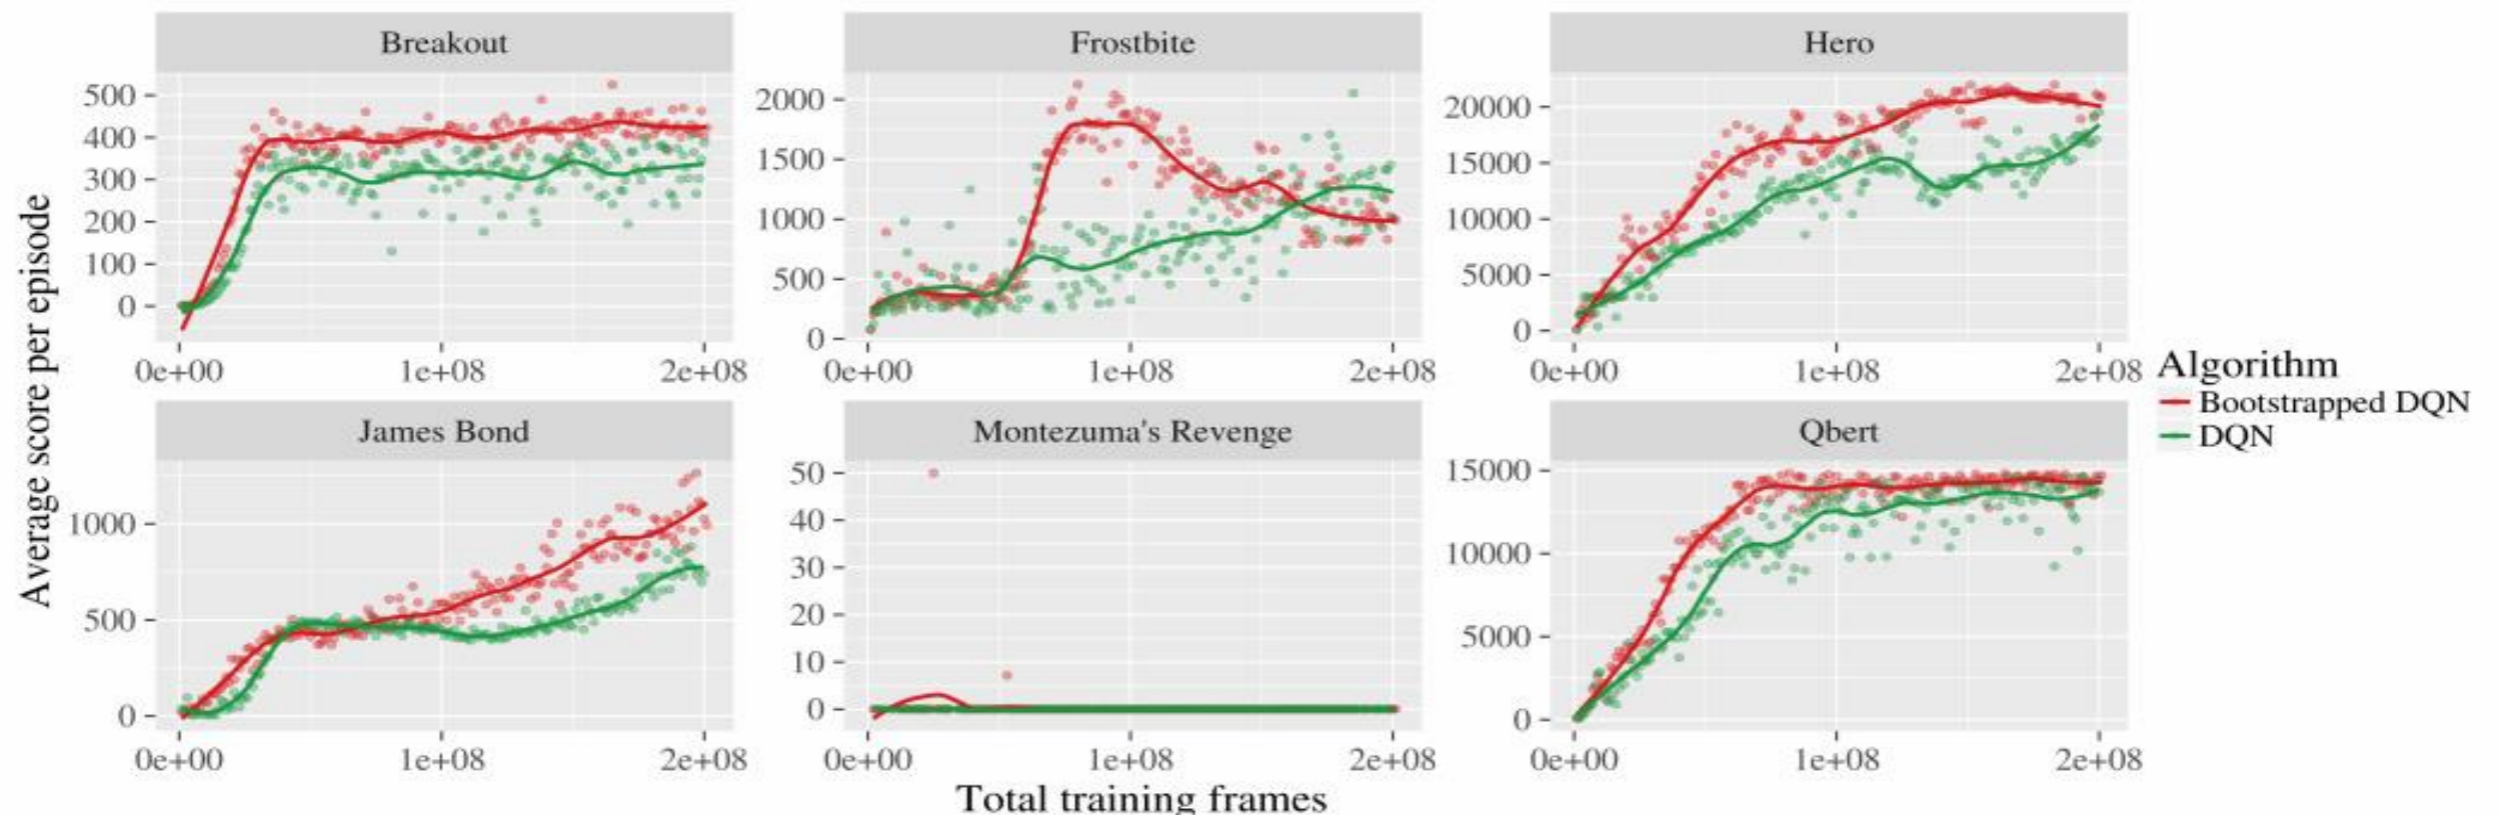 Breakout Frostbite Hero
500 400 300 200 100 0
2000 1500 1000 500 0
20000 15000 10000 5000 0
0e+00 1e+08 2e+08 0e+00 1e+08 2e+08 0e+00 1e+08 2e+08
Average score per episode
Algorithm
Bootstrapped DQN
DQN
James Bond Montezuma's Revenge Qbert
1000 500 0
50 40 30 20 10 0
15000 10000 5000 0
0e+00 1e+08 2e+08 0e+00 1e+08 2e+08 0e+00 1e+08 2e+08
Total training frames